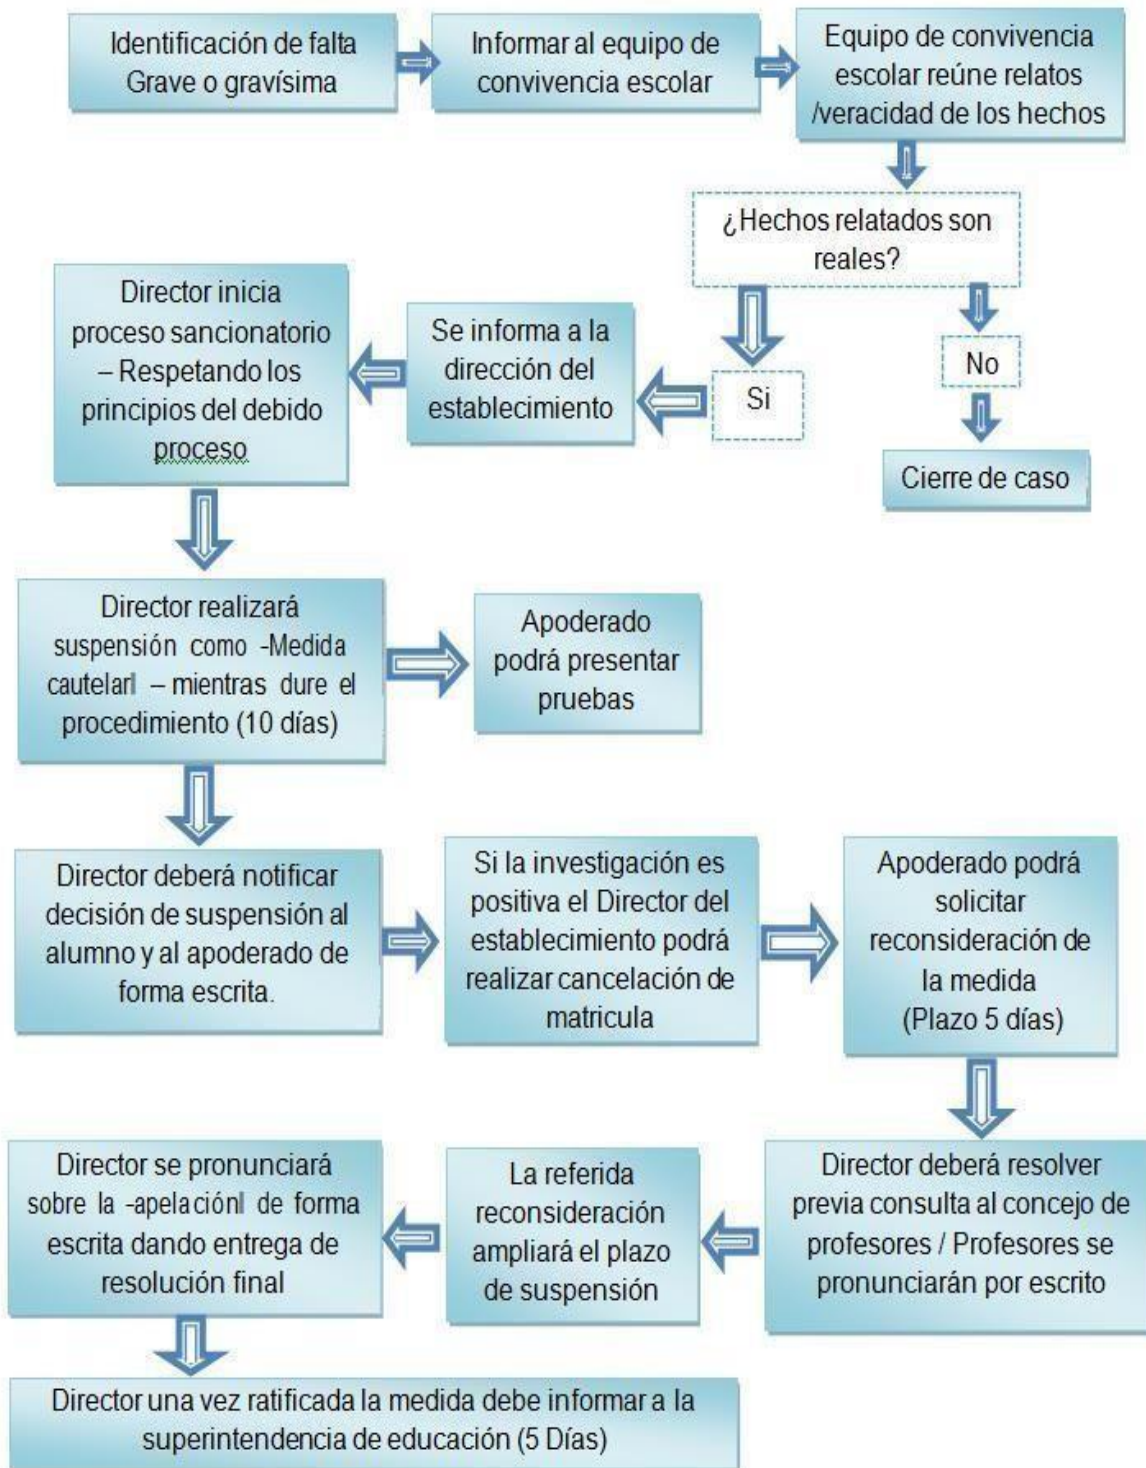 Identificación de falta
Grave o gravísima
Informar al equipo de
convivencia escolar
Equipo de convivencia
escolar reúne relatos
/veracidad de los hechos
¿Hechos relatados son
reales?
No
Cierre de caso
Si
Se informa a la
dirección del
establecimiento
Director inicia
proceso sancionatorio
– Respetando los
principios del debido
proceso
Director realizará
suspensión como -Medida
cautelarǁ – mientras dure el
procedimiento (10 días)
Apoderado
podrá presentar
pruebas
Director deberá notificar
decisión de suspensión al
alumno y al apoderado de
forma escrita.
Si la investigación es
positiva el Director del
establecimiento podrá
realizar cancelación de
matricula
Apoderado podrá
solicitar
reconsideración de
la medida
(Plazo 5 días)
Director deberá resolver
previa consulta al concejo de
profesores / Profesores se
pronunciarán por escrito
La referida
reconsideración
ampliará el plazo
de suspensión
Director se pronunciará
sobre la -apelaciónǁ de forma
escrita dando entrega de
resolución final
Director una vez ratificada la medida debe informar a la
superintendencia de educación (5 Días)